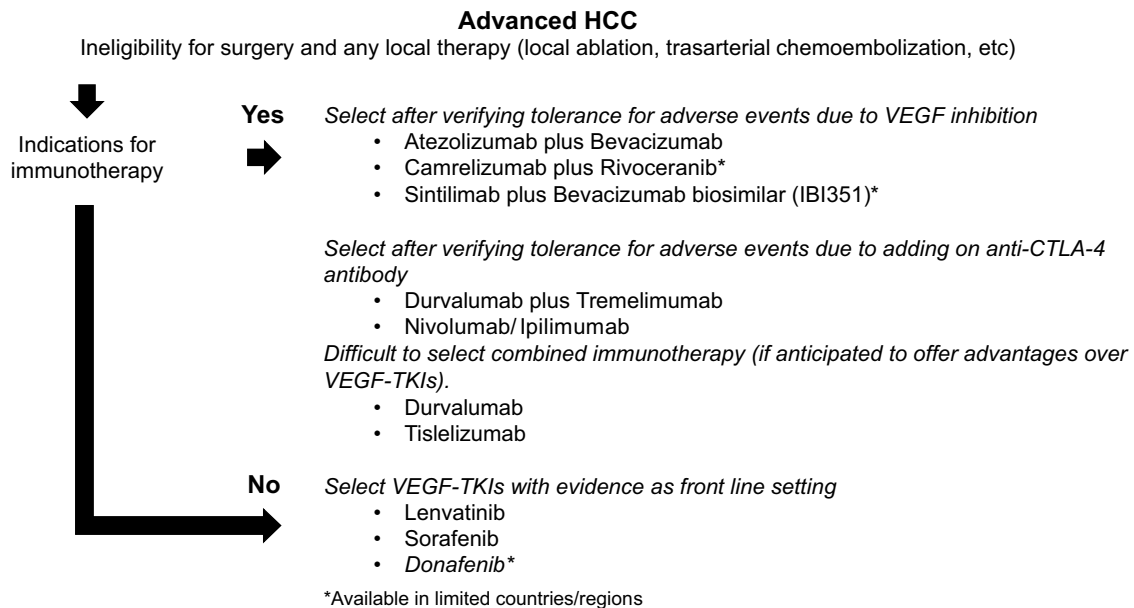 Advanced HCC
Ineligibility for surgery and any local therapy (local ablation, trasarterial chemoembolization, etc)
Indications for
immunotherapy
Yes
Select after verifying tolerance for adverse events due to VEGF inhibition
• Atezolizumab plus Bevacizumab
• Camrelizumab plus Rivoceranib*
• Sintilimab plus Bevacizumab biosimilar (IBI351)*
Select after verifying tolerance for adverse events due to adding on anti-CTLA-4
antibody
• Durvalumab plus Tremelimumab
• Nivolumab/ Ipilimumab
Difficult to select combined immunotherapy (if anticipated to offer advantages over
VEGF-TKIs).
• Durvalumab
• Tislelizumab
No
Select VEGF-TKIs with evidence as front line setting
• Lenvatinib
• Sorafenib
• Donafenib*
*Available in limited countries/regions